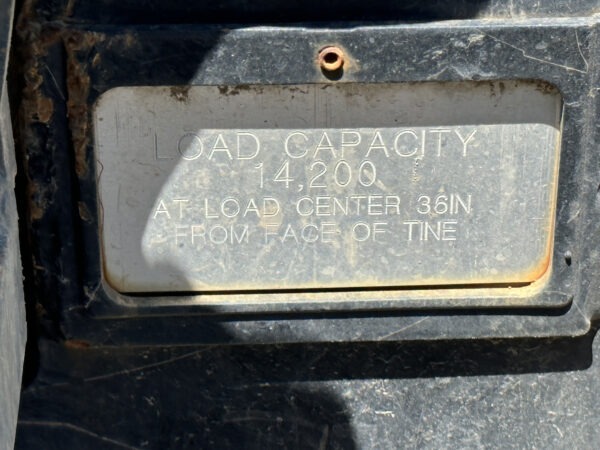 LOAD CAPACITY
14,200
AT LOAD CENTER 36IN
FROM FACE OF TINE